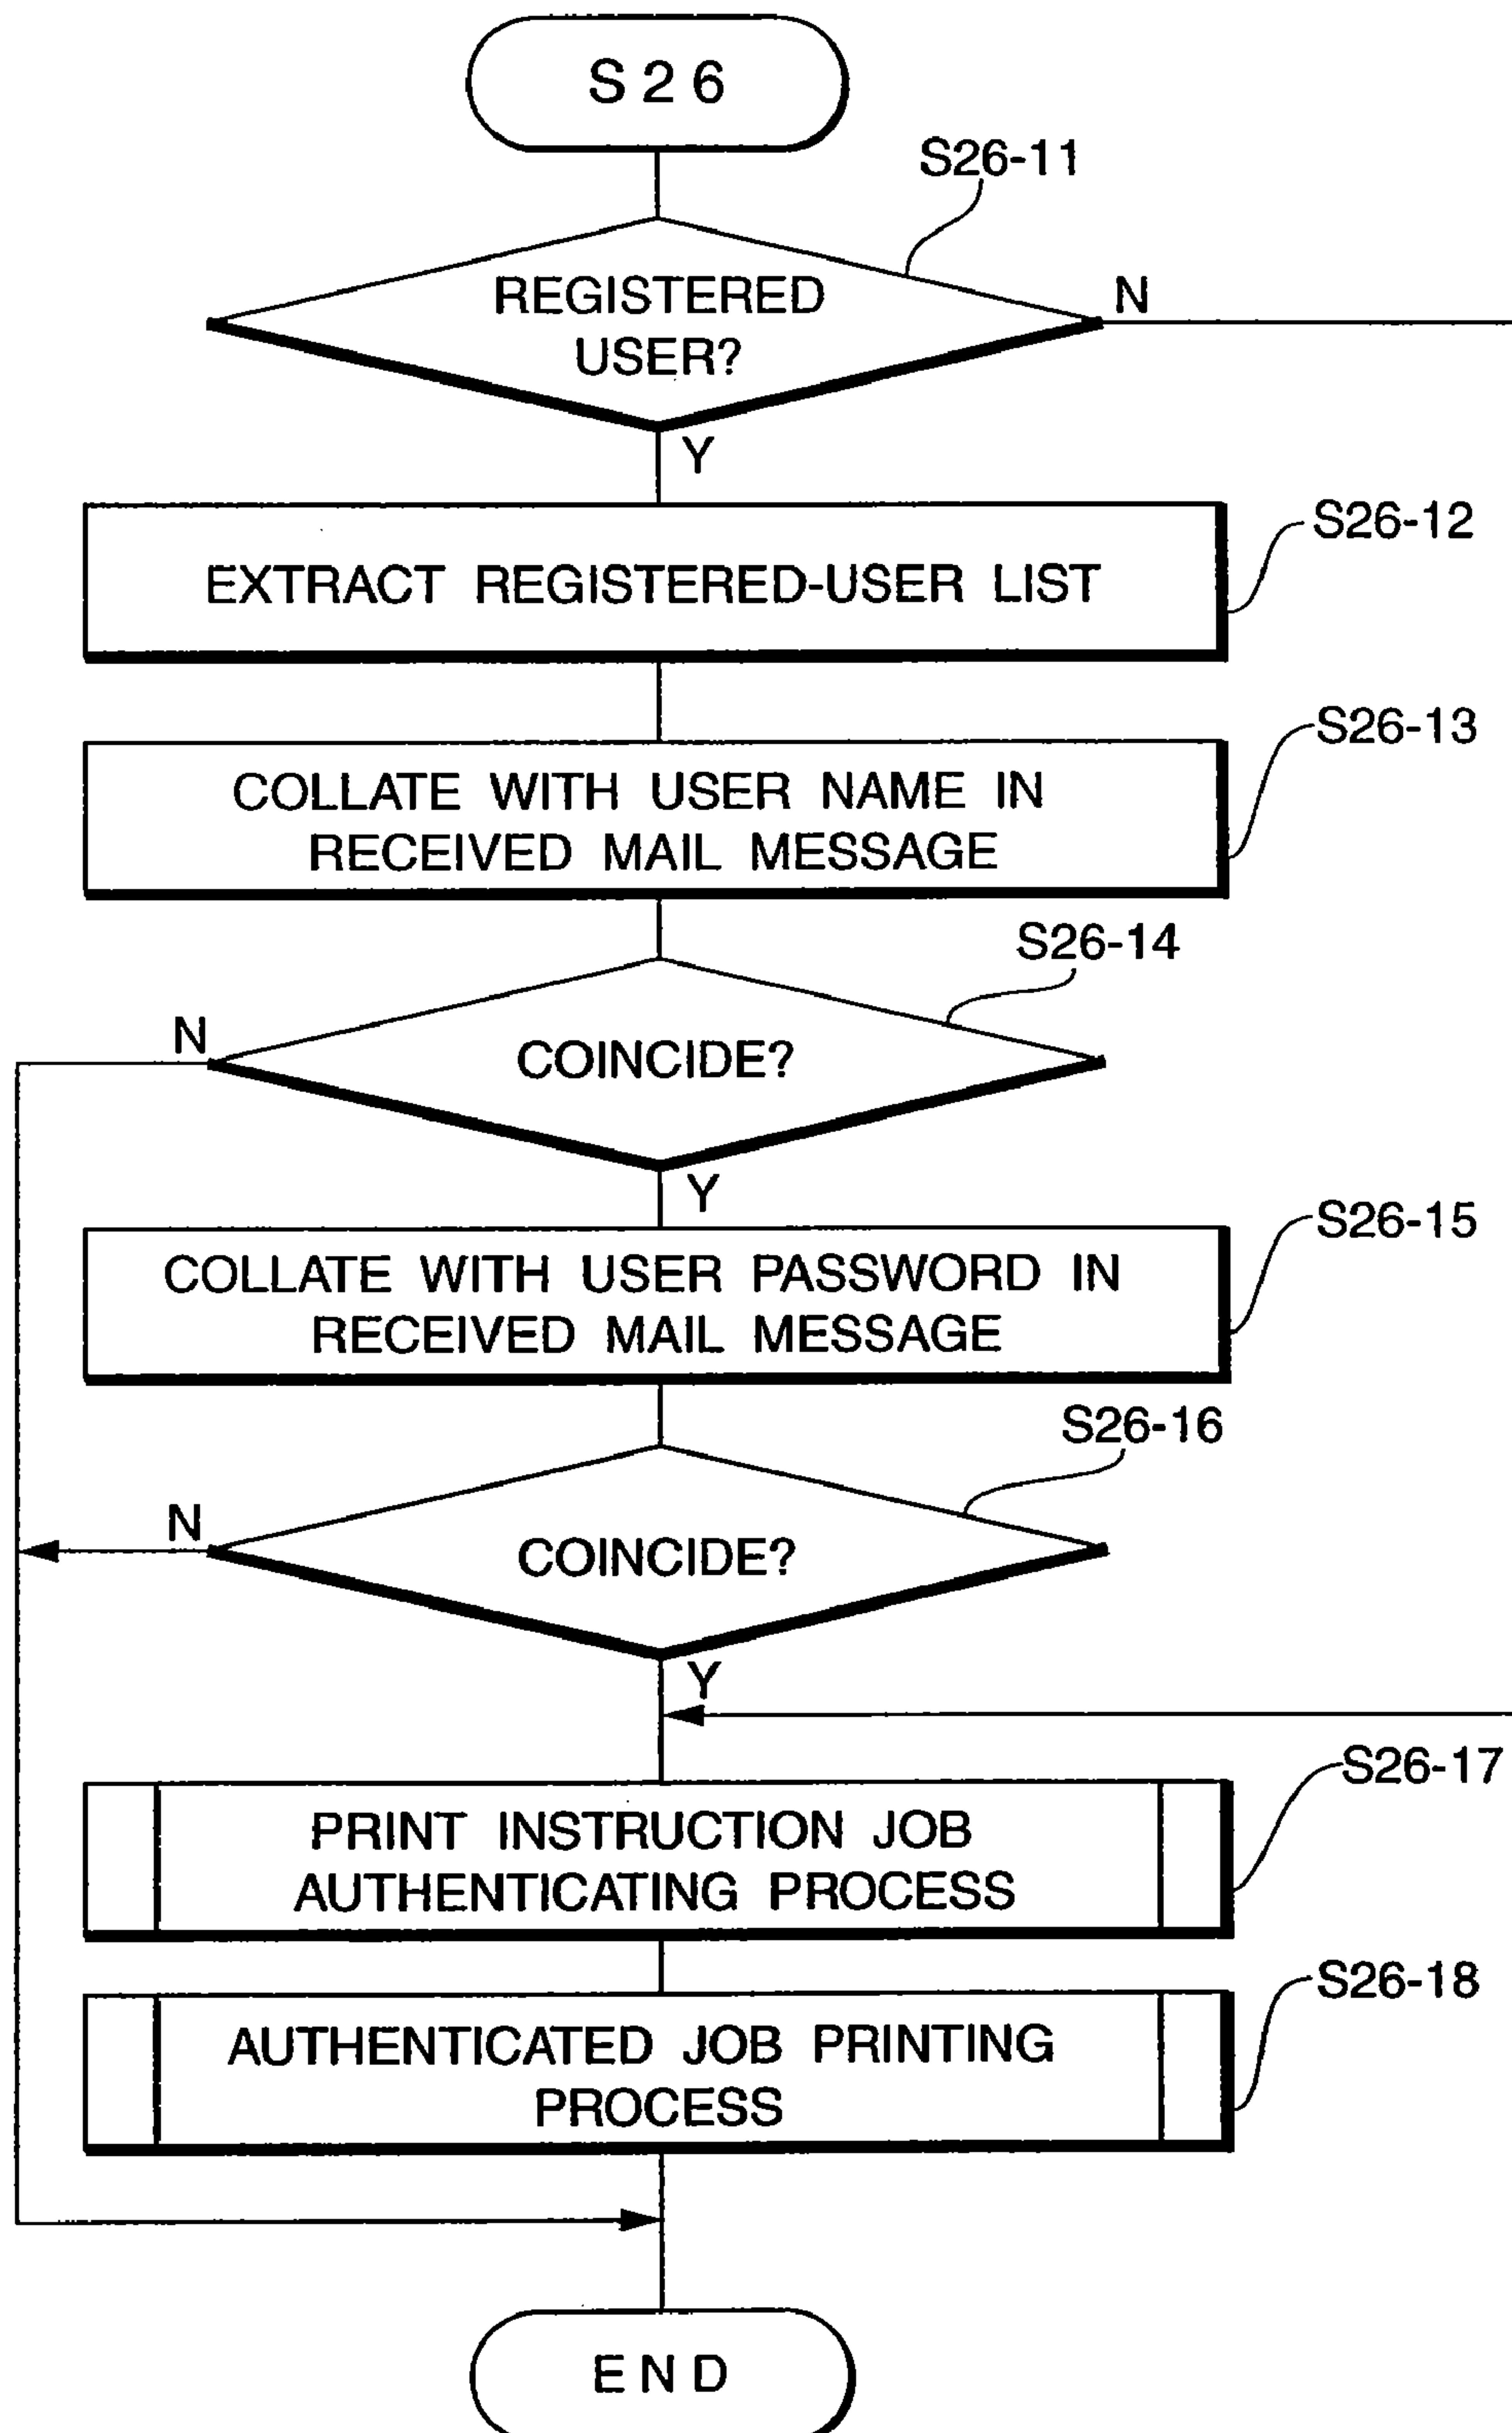 S 2 6
S26-11
REGISTERED
USER?
N
Y
S26-12
EXTRACT REGISTERED-USER LIST
S26-13
COLLATE WITH USER NAME IN
RECEIVED MAIL MESSAGE
S26-14
N
COINCIDE?
Y
S26-15
COLLATE WITH USER PASSWORD IN
RECEIVED MAIL MESSAGE
S26-16
N
COINCIDE?
Y
S26-17
PRINT INSTRUCTION JOB
AUTHENTICATING PROCESS
S26-18
AUTHENTICATED JOB PRINTING
PROCESS
E N D